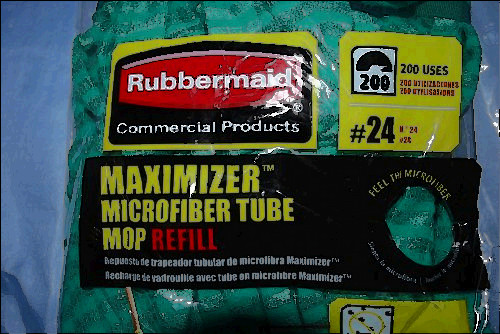 Rubbermaid®
Commercial Products
200
200 USES
200 UTILIZACIONES
200 UTILISATIONS
#24
N° 24
MAXIMIZER™
MICROFIBER TUBE
MOP REFILL
Repuesto de trapeador tubular de microfibra Maximizer™
Recharge de vadrouille avec tube en microfibre Maximizer™
FEEL THE MICROFIBER